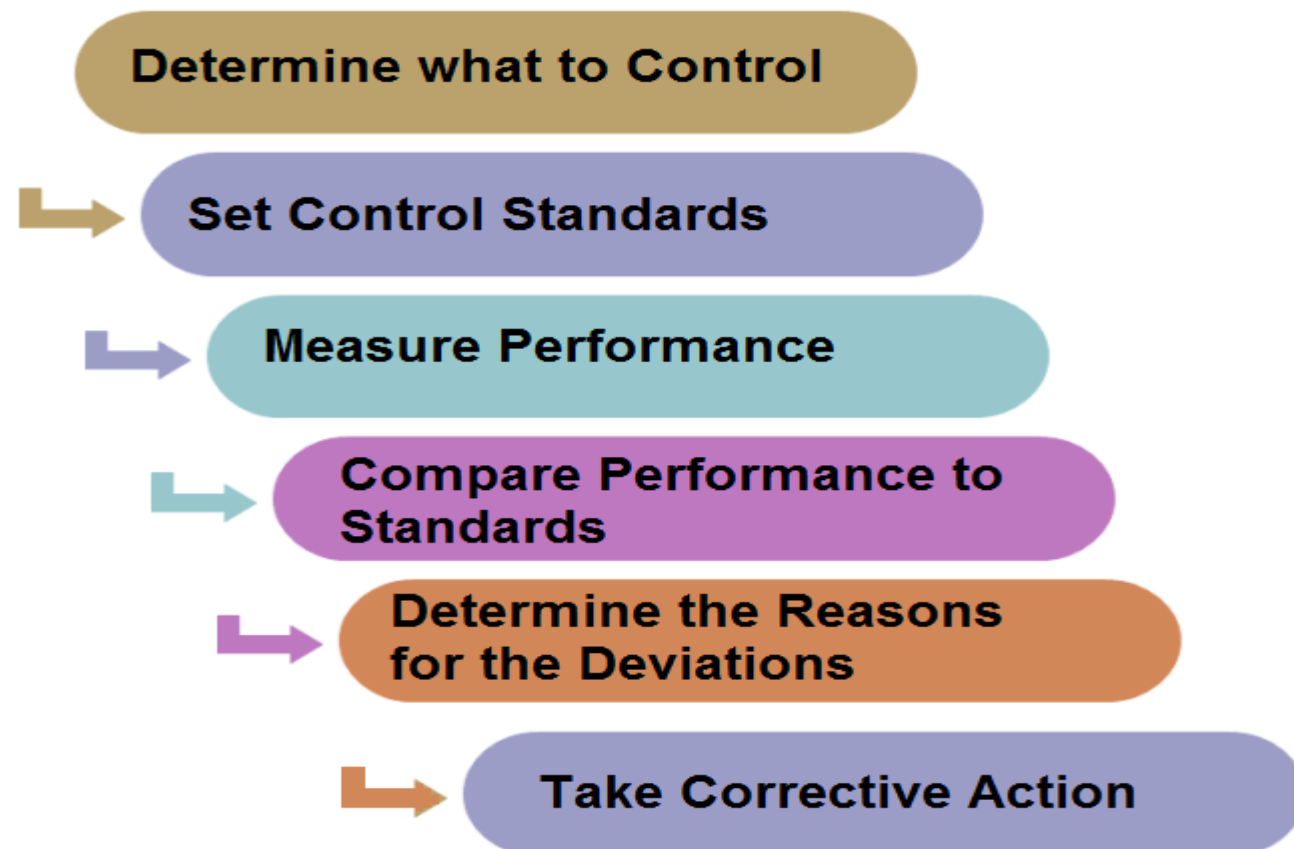 Determine what to Control
Set Control Standards
Measure Performance
Compare Performance to
Standards
Determine the Reasons
for the Deviations
Take Corrective Action